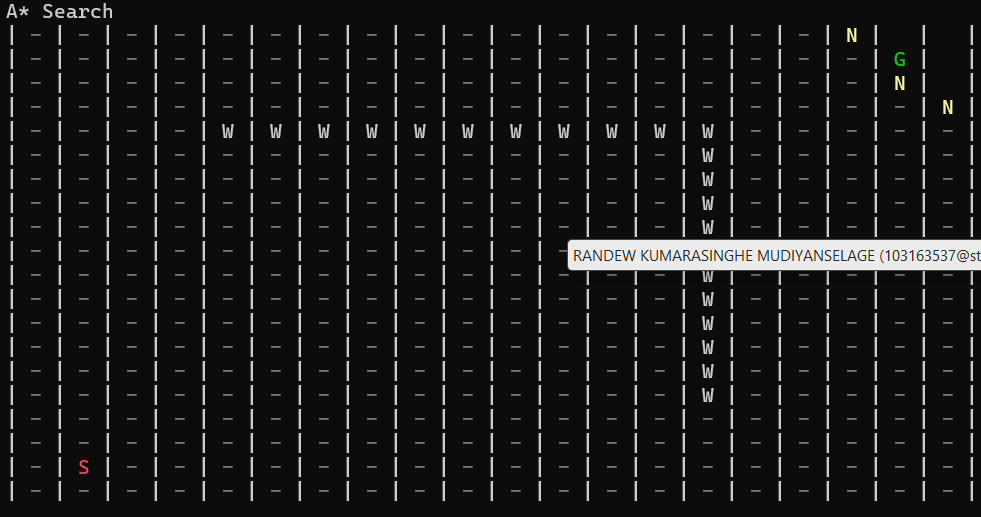 A* Search
| - | - | - | - | - | - | - | - | - | - | - | - | - | - | - | - | - | N |   |   |
| - | - | - | - | - | - | - | - | - | - | - | - | - | - | - | - | - | - | G |   |
| - | - | - | - | - | - | - | - | - | - | - | - | - | - | - | - | - | - | N |   |
| - | - | - | - | - | - | - | - | - | - | - | - | - | - | - | - | - | - | - | N |
| - | - | - | - | W | W | W | W | W | W | W | W | W | W | W | - | - | - | - | - |
| - | - | - | - | - | - | - | - | - | - | - | - | - | - | W | - | - | - | - | - |
| - | - | - | - | - | - | - | - | - | - | - | - | - | - | W | - | - | - | - | - |
| - | - | - | - | - | - | - | - | - | - | - | - | - | - | W | - | - | - | - | - |
| - | - | - | - | - | - | - | - | - | - | - | - | - | - | W | - | - | - | - | - |
| - | - | - | - | - | - | - | - | - | - | - | - RANDEW KUMARASINGHE MUDIYANSELAGE (103163537@st
| - | - | - | - | - | - | - | - | - | - | - | - | - | - | W | - | - | - | - | - |
| - | - | - | - | - | - | - | - | - | - | - | - | - | - | W | - | - | - | - | - |
| - | - | - | - | - | - | - | - | - | - | - | - | - | - | W | - | - | - | - | - |
| - | - | - | - | - | - | - | - | - | - | - | - | - | - | W | - | - | - | - | - |
| - | - | - | - | - | - | - | - | - | - | - | - | - | - | W | - | - | - | - | - |
| - | - | - | - | - | - | - | - | - | - | - | - | - | - | W | - | - | - | - | - |
| - | - | - | - | - | - | - | - | - | - | - | - | - | - | - | - | - | - | - | - |
| - | - | - | - | - | - | - | - | - | - | - | - | - | - | - | - | - | - | - | - |
| - | S | - | - | - | - | - | - | - | - | - | - | - | - | - | - | - | - | - | - |
| - | - | - | - | - | - | - | - | - | - | - | - | - | - | - | - | - | - | - | - |